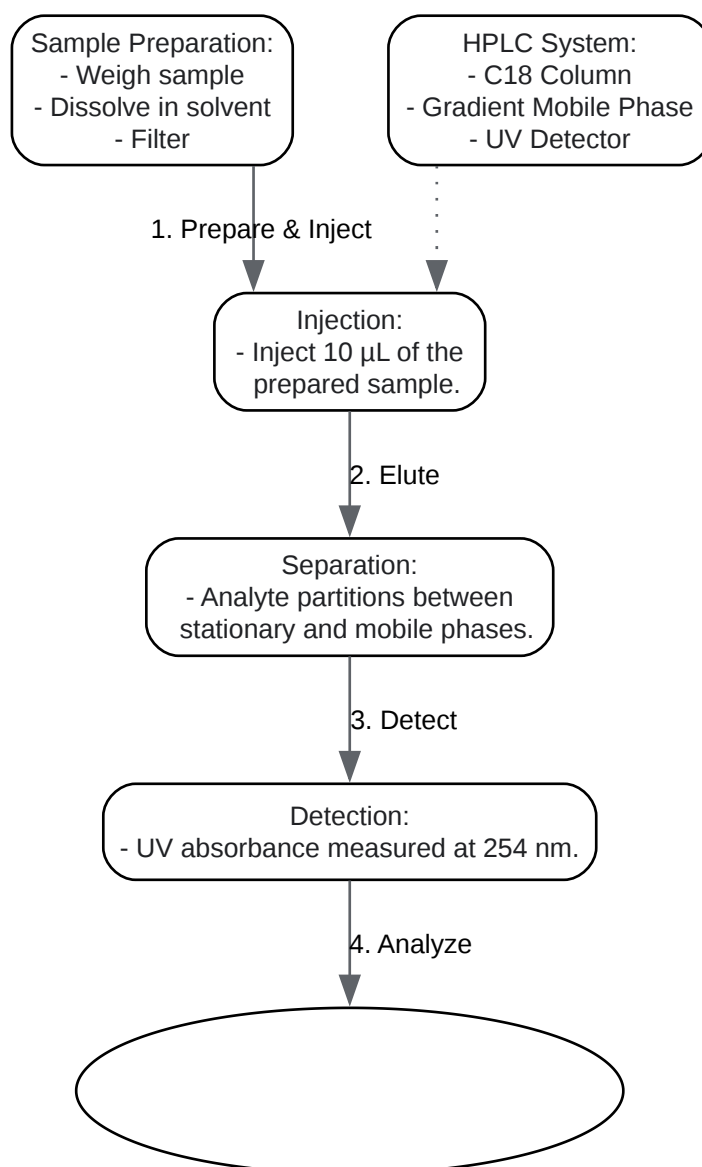 Sample Preparation:
- Weigh sample
- Dissolve in solvent
- Filter
HPLC System:
- C18 Column
- Gradient Mobile Phase
- UV Detector
1. Prepare & Inject
Injection:
- Inject 10 µL of the
prepared sample.
2. Elute
Separation:
- Analyte partitions between
stationary and mobile phases.
3. Detect
Detection:
- UV absorbance measured at 254 nm.
4. Analyze